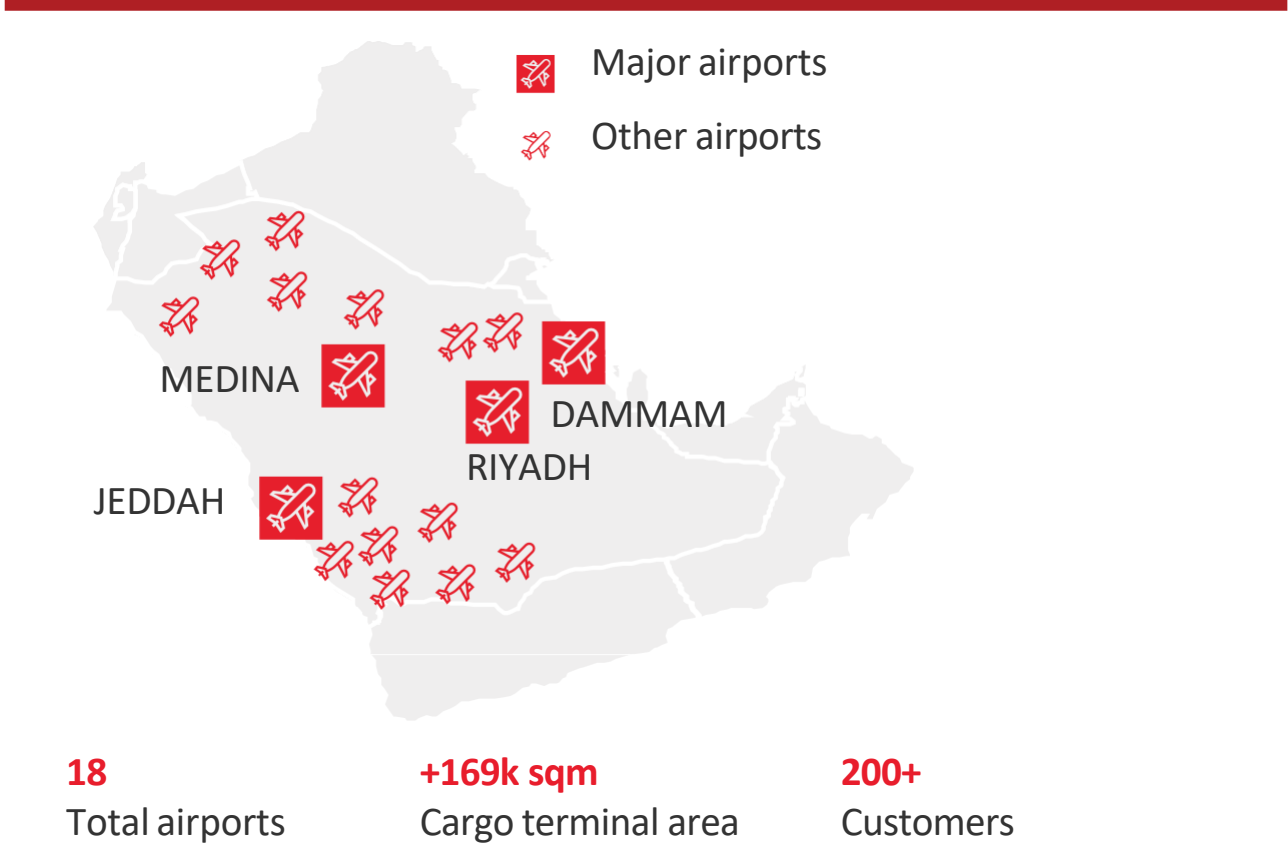 Major airports
Other airports
MEDINA
DAMMAM
RIYADH
JEDDAH
18
Total airports
+169k sqm
Cargo terminal area
200+
Customers